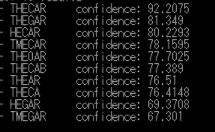 - THECAR confidence: 92.2075
- THEGAR confidence: 81.349
- HECAR confidence: 80.2293
- TMECAR confidence: 78.1595
- THE0AR confidence: 77.7025
- THECAB confidence: 77.389
- THEAR confidence: 76.51
- THECA confidence: 76.4148
- HEGAR confidence: 69.3708
- TMEGAR confidence: 67.301